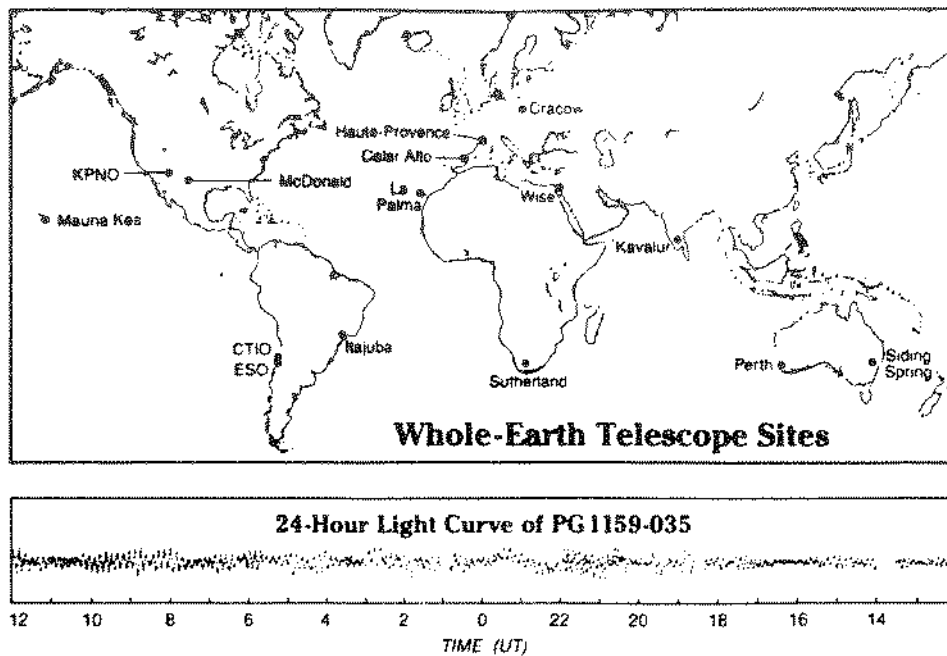 Cracow
Haute-Provence
Calar Alto
KPNO
McDonald
La
Palma
Wise
Mauna Kea
Kavalur
CTIO
ESO
Itajuba
Sutherland
Perth
Siding
Spring
Whole-Earth Telescope Sites
24-Hour Light Curve of PG1159-035
12 10 8 6 4 2 0 22 20 18 16 14
TIME (UT)